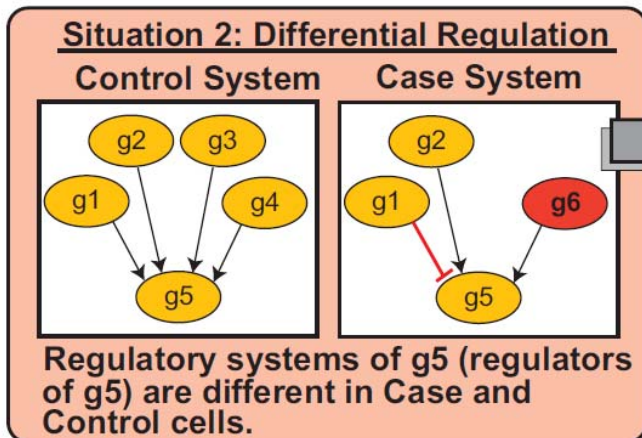 Situation 2: Differential Regulation
Control System
Case System
g2
g3
g1
g4
g5
g2
g1
g6
g5
Regulatory systems of g5 (regulators
of g5) are different in Case and
Control cells.